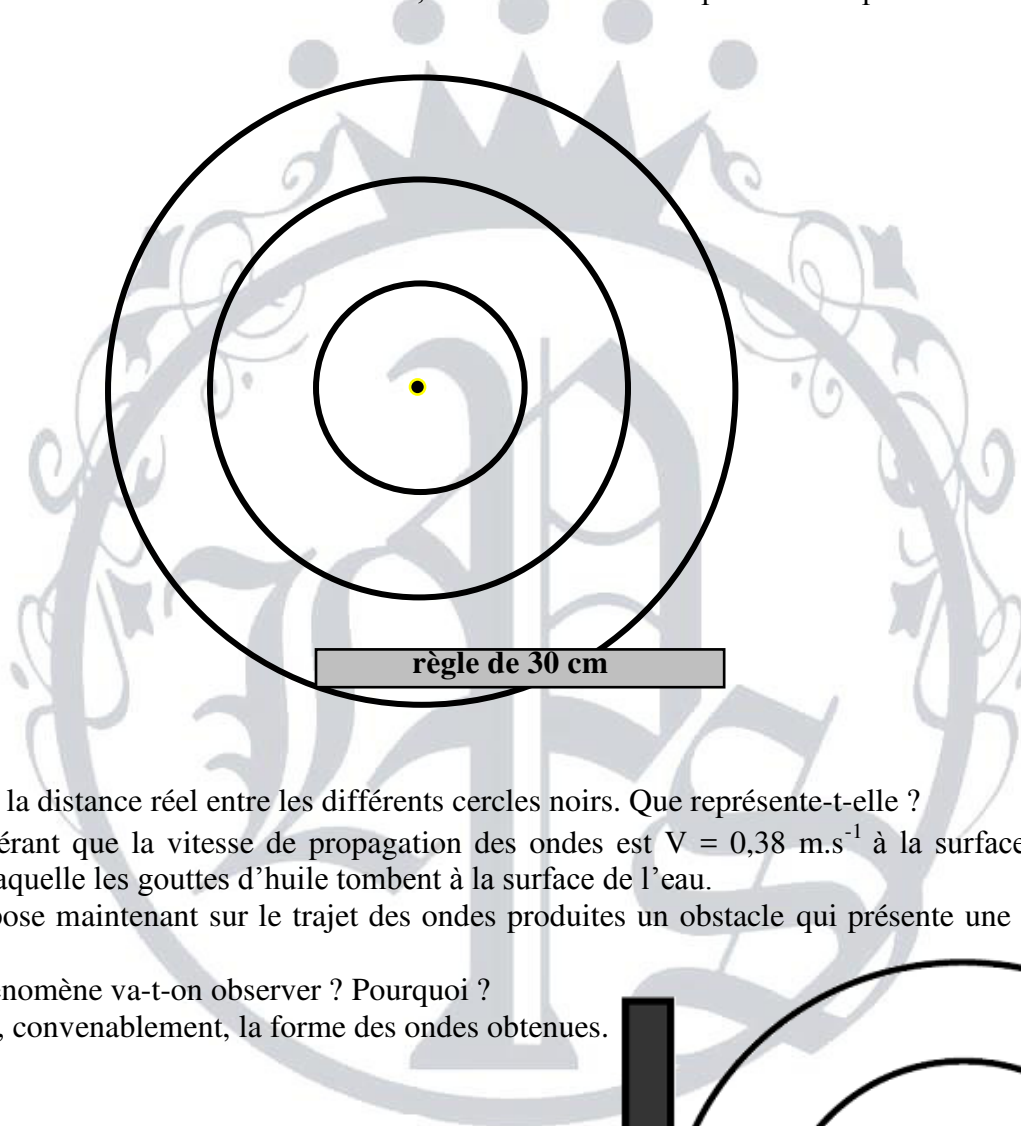 règle de 30 cm
la distance réel entre les différents cercles noirs. Que représente-t-elle ?
érant que la vitesse de propagation des ondes est V = 0,38 m.s⁻¹ à la surface
aquelle les gouttes d’huile tombent à la surface de l’eau.
ose maintenant sur le trajet des ondes produites un obstacle qui présente une
énomène va-t-on observer ? Pourquoi ?
, convenablement, la forme des ondes obtenues.